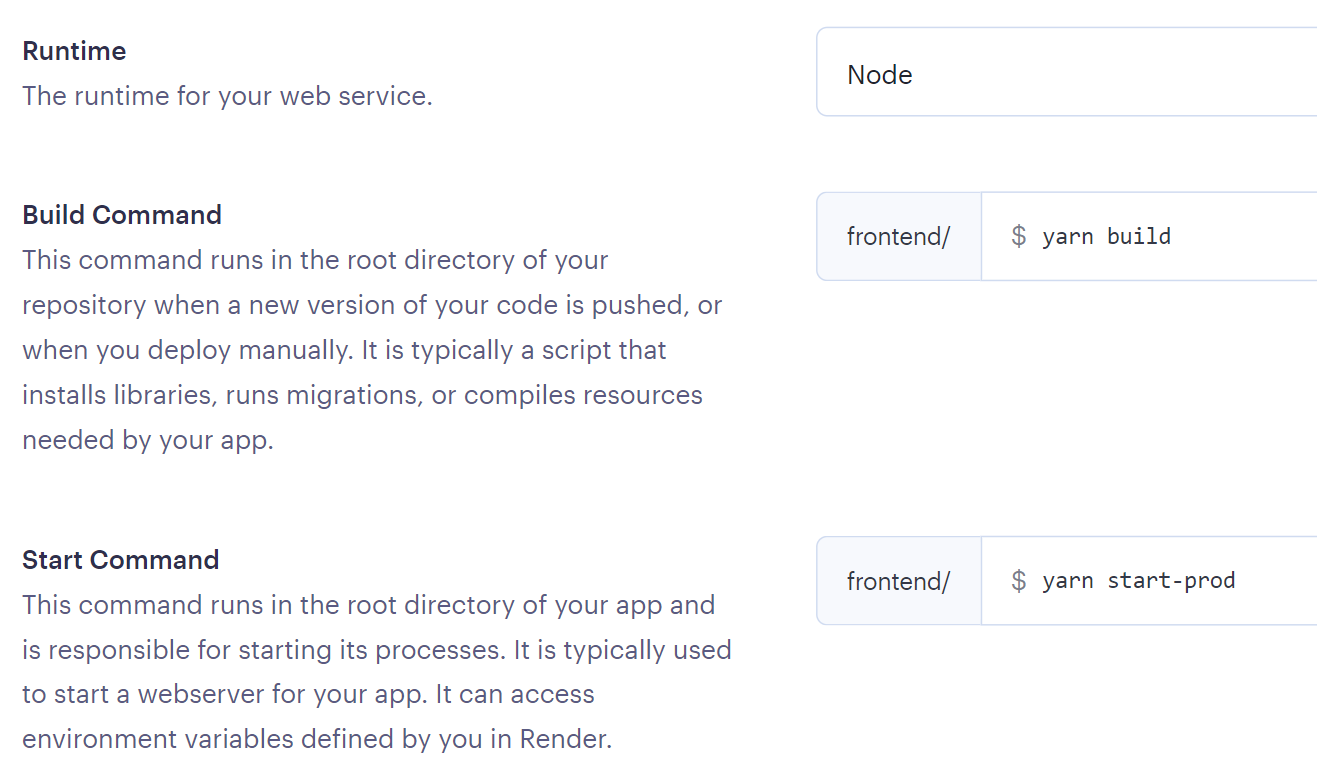 Runtime
The runtime for your web service.
Node
Build Command
This command runs in the root directory of your
repository when a new version of your code is pushed, or
when you deploy manually. It is typically a script that
installs libraries, runs migrations, or compiles resources
needed by your app.
frontend/ $ yarn build
Start Command
This command runs in the root directory of your app and
is responsible for starting its processes. It is typically used
to start a webserver for your app. It can access
environment variables defined by you in Render.
frontend/ $ yarn start-prod